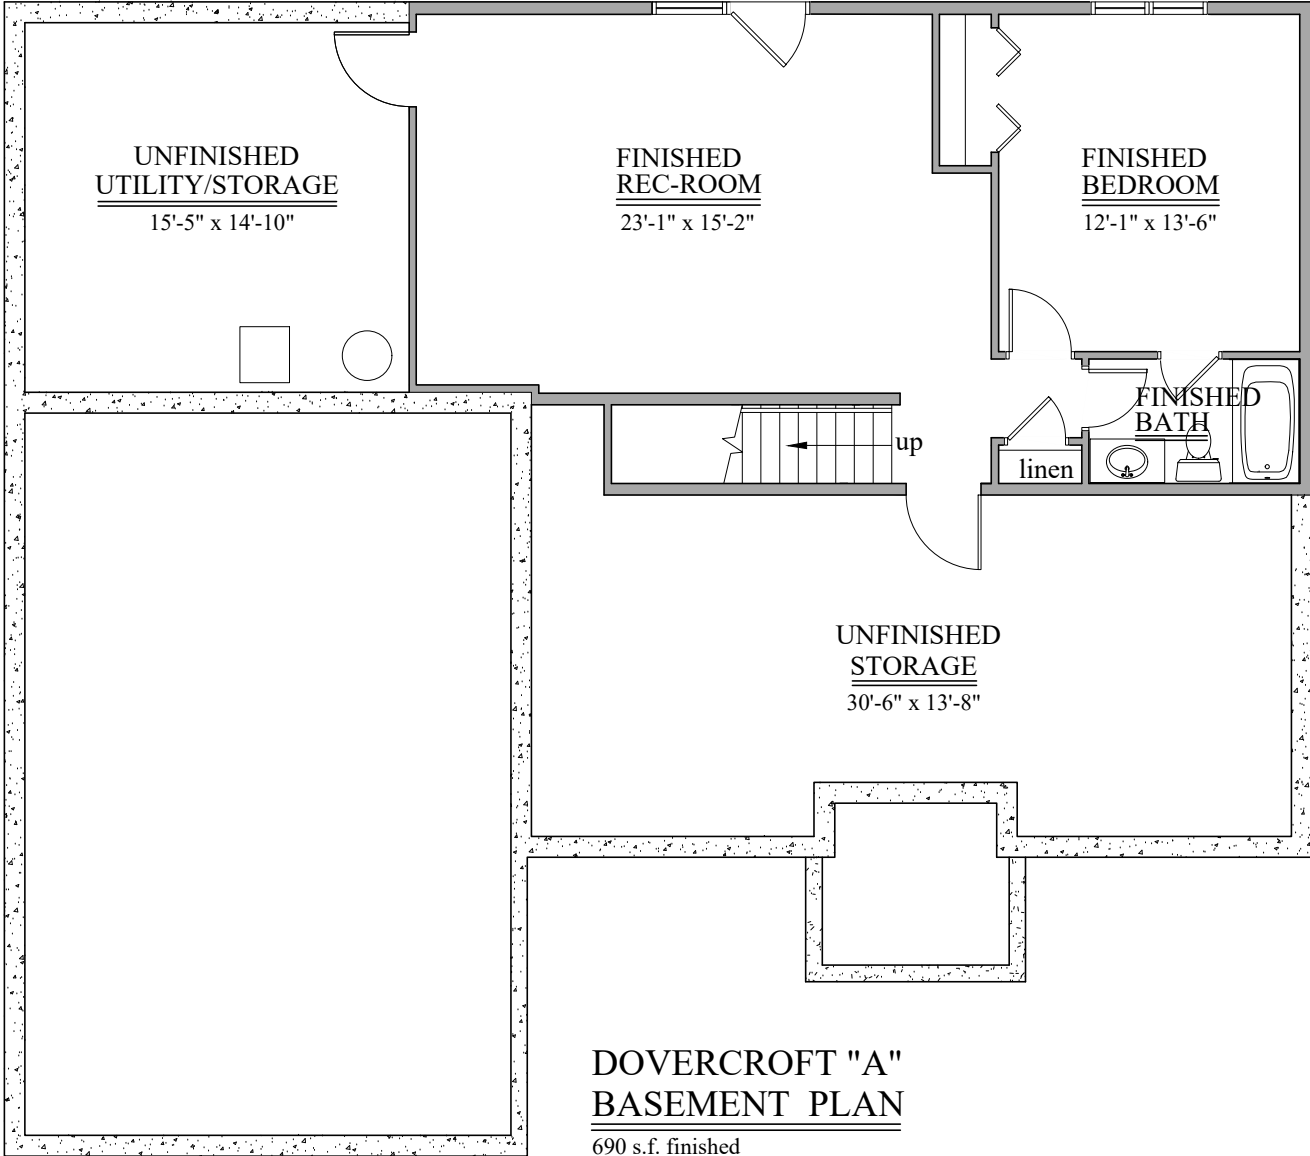 UNFINISHED
UTILITY/STORAGE
15'-5" x 14'-10"
FINISHED
REC-ROOM
23'-1" x 15'-2"
FINISHED
BEDROOM
12'-1" x 13'-6"
FINISHED
BATH
up
linen
UNFINISHED
STORAGE
30'-6" x 13'-8"
DOVERCROFT "A"
BASEMENT PLAN
690 s.f. finished